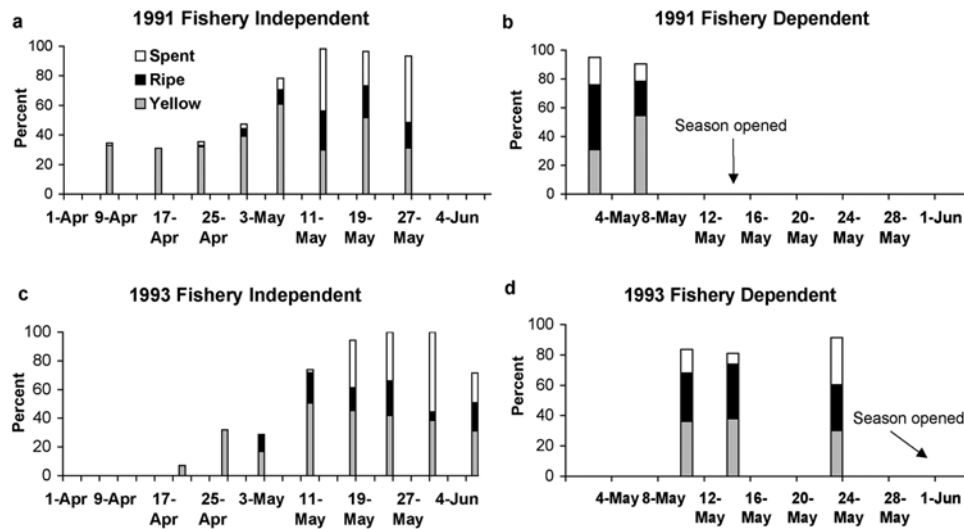 a
1991 Fishery Independent
100
80
60
40
20
0
Percent
Spent
Ripe
Yellow
1-Apr 9-Apr 17- 25- 3-May 11- 19- 27- 4-Jun
Apr Apr May May May
b
1991 Fishery Dependent
100
80
60
40
20
0
Percent
Season opened
4-May 8-May 12- 16- 20- 24- 28- 1-Jun
May May May May May
c
1993 Fishery Independent
100
80
60
40
20
0
Percent
1-Apr 9-Apr 17- 25- 3-May 11- 19- 27- 4-Jun
Apr Apr May May May
d
1993 Fishery Dependent
100
80
60
40
20
0
Percent
Season opened
4-May 8-May 12- 16- 20- 24- 28- 1-Jun
May May May May May